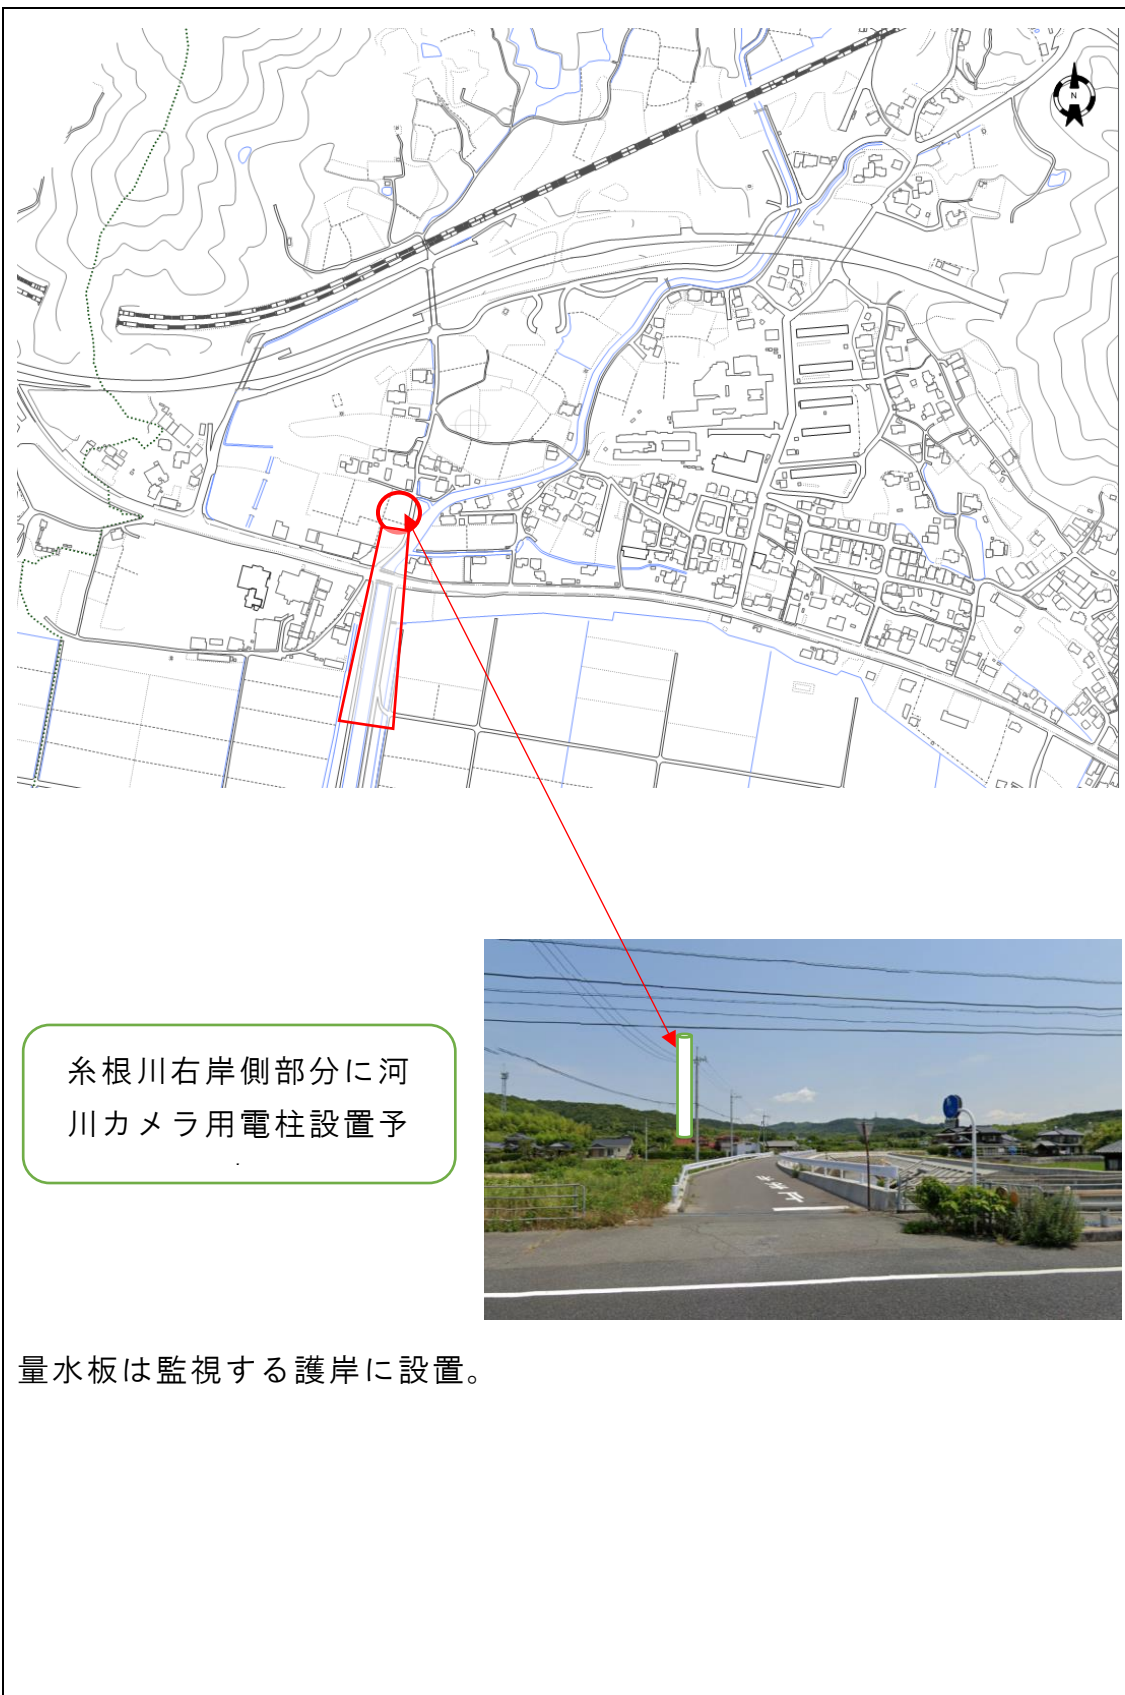 N
糸根川右岸側部分に河
川カメラ用電柱設置予
量水板は監視する護岸に設置。